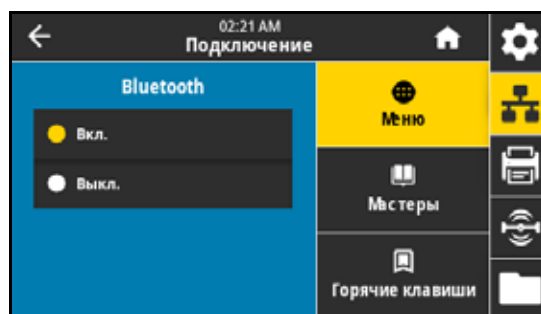 02:21 AM
Подключение
Bluetooth
Вкл.
Выкл.
Меню
Мастеры
Горячие клавиши